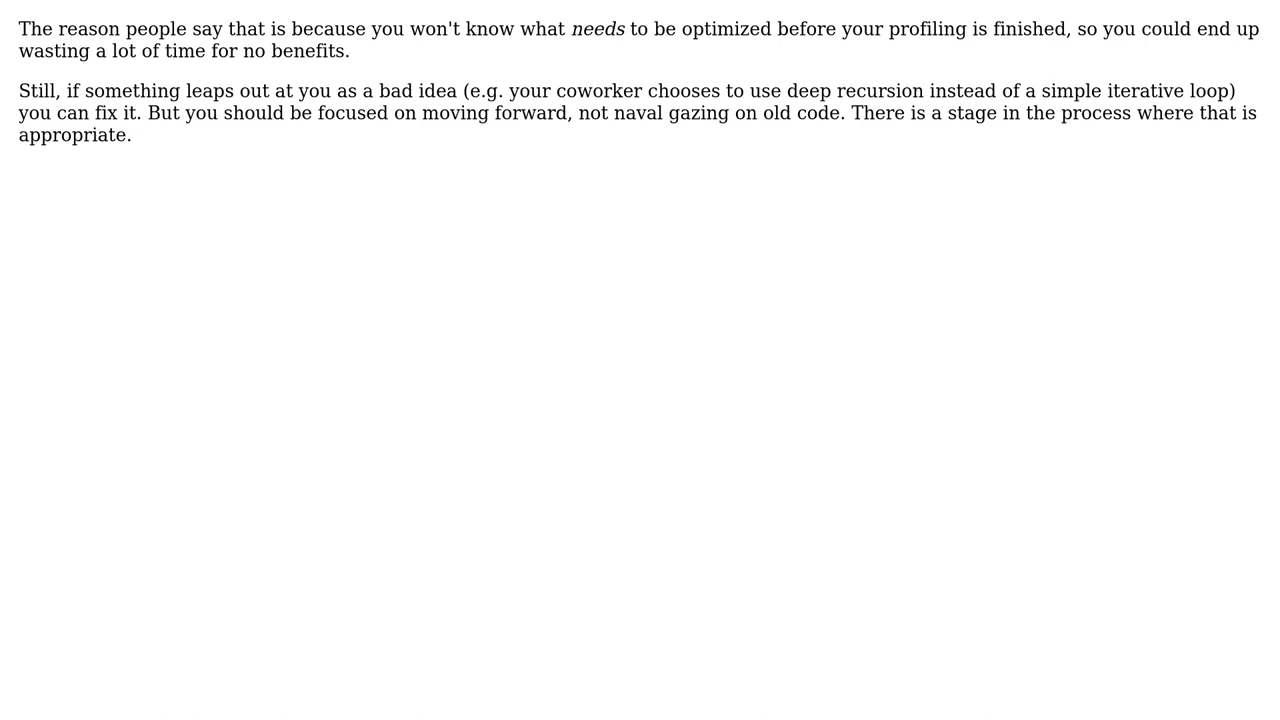 The reason people say that is because you won't know what needs to be optimized before your profiling is finished, so you could end up
wasting a lot of time for no benefits.
Still, if something leaps out at you as a bad idea (e.g. your coworker chooses to use deep recursion instead of a simple iterative loop)
you can fix it. But you should be focused on moving forward, not naval gazing on old code. There is a stage in the process where that is
appropriate.